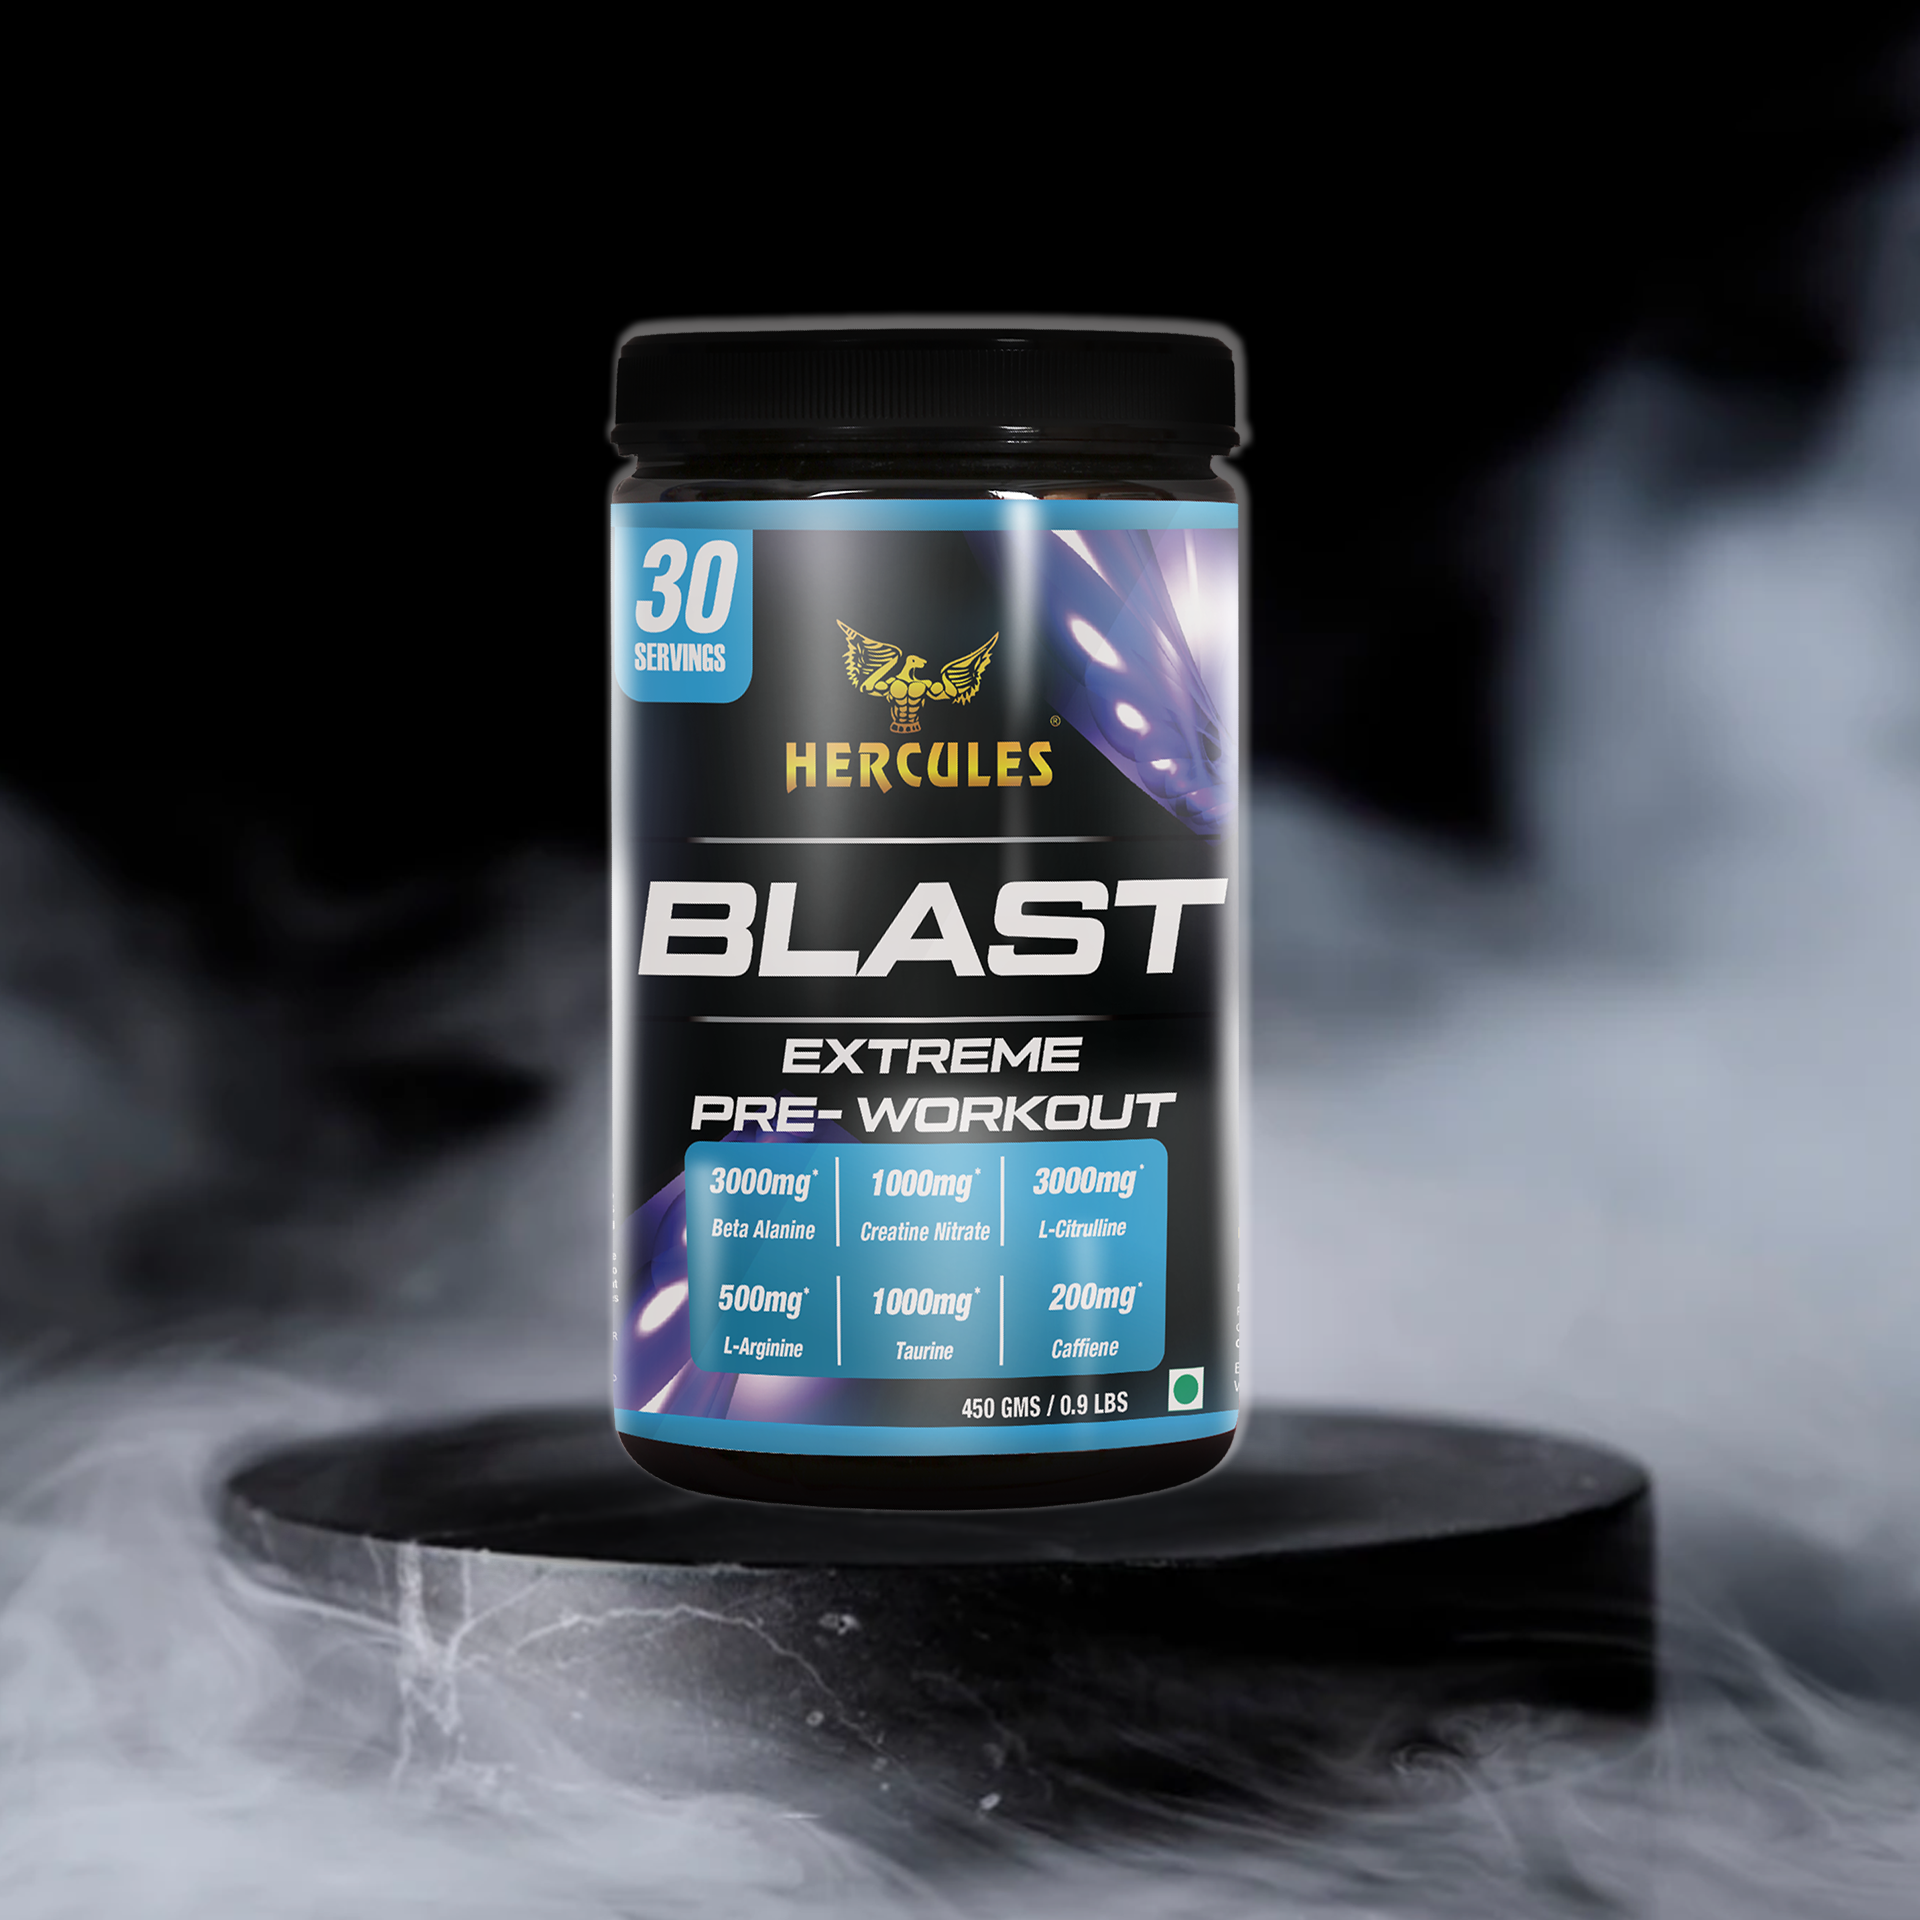 30
SERVINGS
HERCULES®
BLAST
EXTREME
PRE- WORKOUT
3000mg* 1000mg* 3000mg*
Beta Alanine Creatine Nitrate L-Citrulline
500mg* 1000mg* 200mg*
L-Arginine Taurine Caffiene
450 GMS / 0.9 LBS